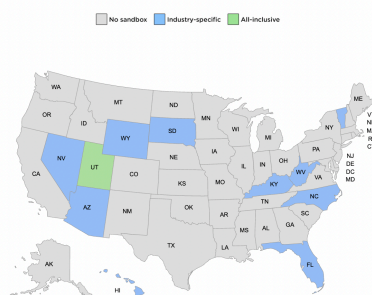 No sandbox Industry-specific All-inclusive
WA
MT
ND
ME
OR
MN
ID
SD
WI
NY
WY
MI
IA
PA
NE
NV
IL
IN
OH
NJ
UT
DE
CA
CO
WV
VA
DC
KS
MO
KY
MD
NC
TN
OK
AZ
NM
AR
SC
MS
AL
GA
TX
LA
AK
FL
HI